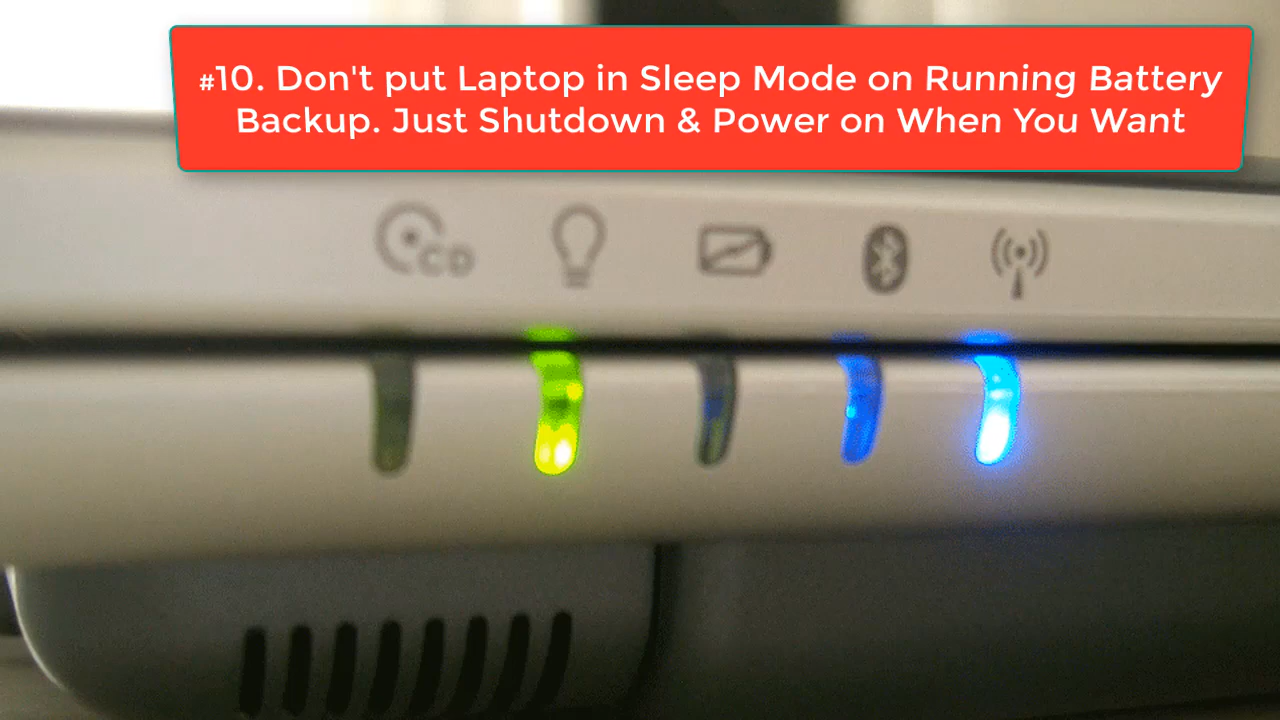 #10. Don't put Laptop in Sleep Mode on Running Battery
Backup. Just Shutdown & Power on When You Want
CD